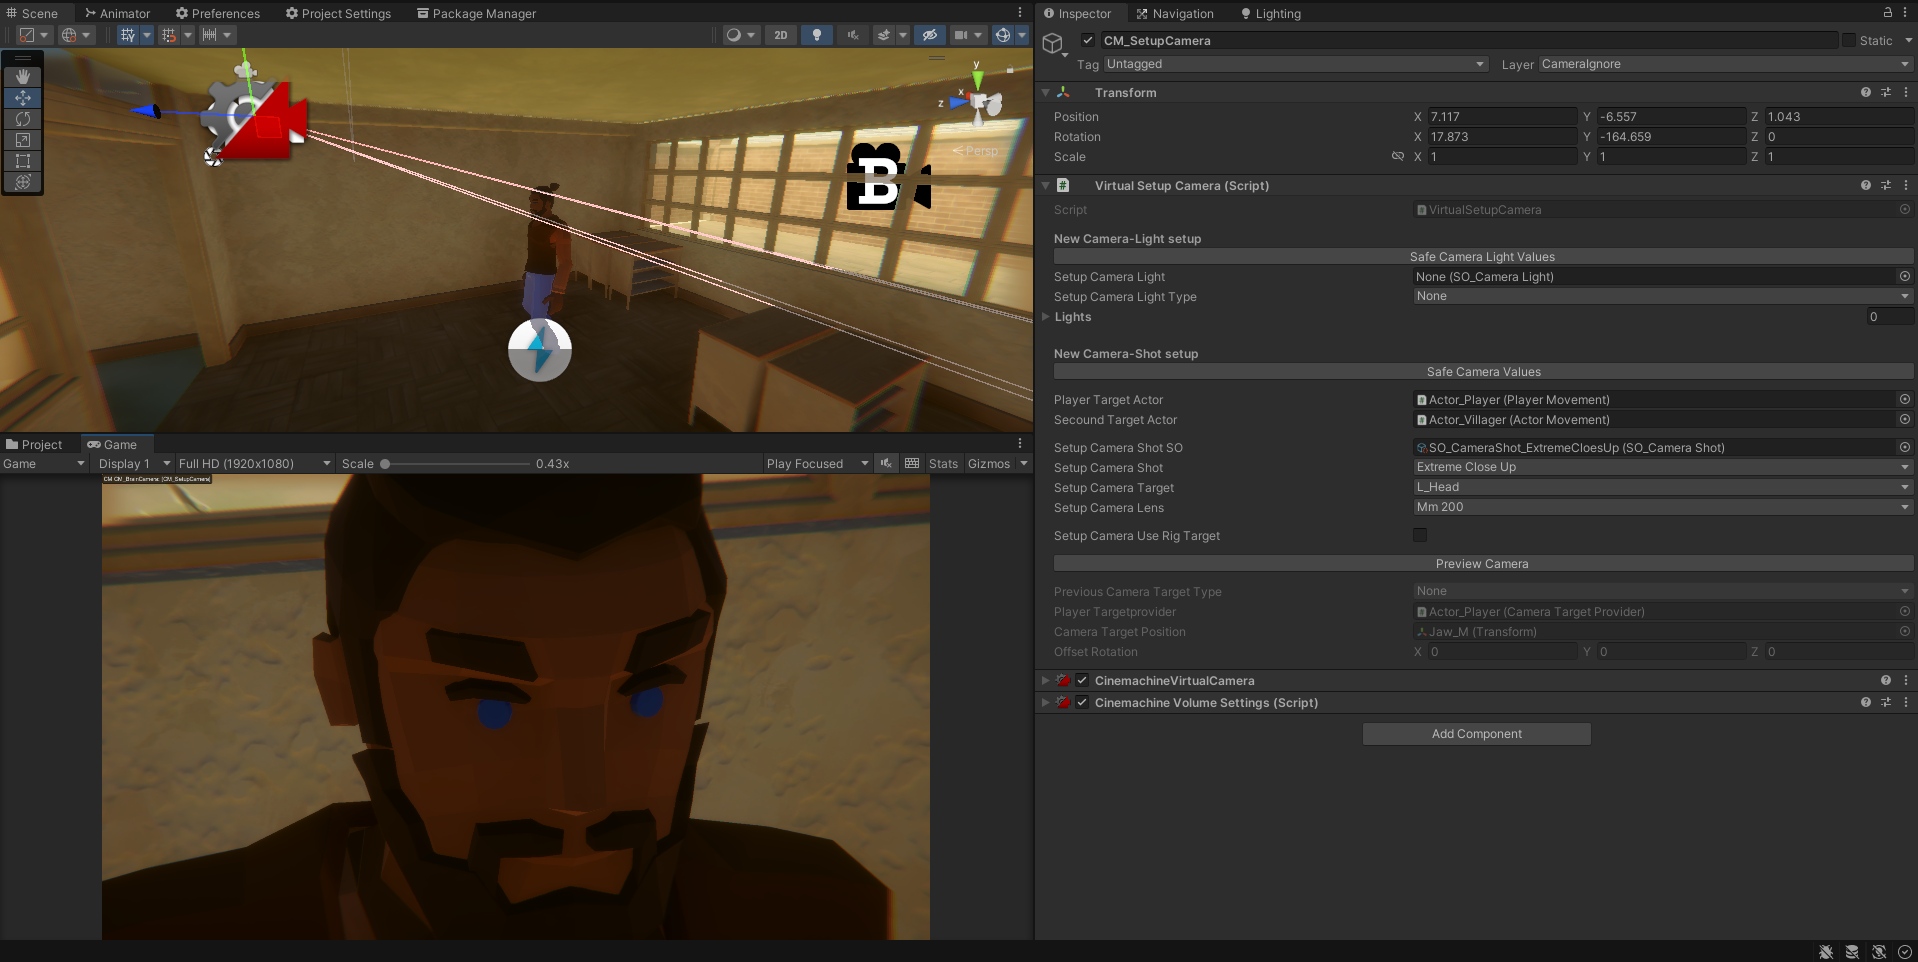 Scene Animator Preferences Project Settings Package Manager
2D
y
x
z
Persp
B
Project Game
Game Display 1 Full HD (1920x1080) Scale 0.43x Play Focused Stats Gizmos
CM CM_BrainCamera: [CM_SetupCamera]
Inspector Navigation Lighting
CM_SetupCamera Static
Tag Untagged Layer CameraIgnore
Transform
Position X 7.117 Y -6.557 Z 1.043
Rotation X 17.873 Y -164.659 Z 0
Scale X 1 Y 1 Z 1
# Virtual Setup Camera (Script)
Script VirtualSetupCamera
New Camera-Light setup
Safe Camera Light Values
Setup Camera Light None (SO_Camera Light)
Setup Camera Light Type None
Lights 0
New Camera-Shot setup
Safe Camera Values
Player Target Actor Actor_Player (Player Movement)
Secound Target Actor Actor_Villager (Actor Movement)
Setup Camera Shot SO SO_CameraShot_ExtremeCloesUp (SO_Camera Shot)
Setup Camera Shot Extreme Close Up
Setup Camera Target L_Head
Setup Camera Lens Mm 200
Setup Camera Use Rig Target
Preview Camera
Previous Camera Target Type None
Player Targetprovider Actor_Player (Camera Target Provider)
Camera Target Position Jaw_M (Transform)
Offset Rotation X 0 Y 0 Z 0
CinemachineVirtualCamera
Cinemachine Volume Settings (Script)
Add Component